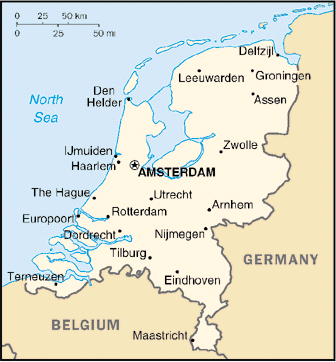 0 25 50 km
0 25 50 mi
Delfzijl
Leeuwarden
Groningen
Den
Helder
Assen
North
Sea
Zwolle
IJmuiden
Haarlem
AMSTERDAM
The Hague
Utrecht
Europoort
Rotterdam
Arnhem
Dordrecht
Nijmegen
Tilburg
GERMANY
Terneuzen
Eindhoven
BELGIUM
Maastricht